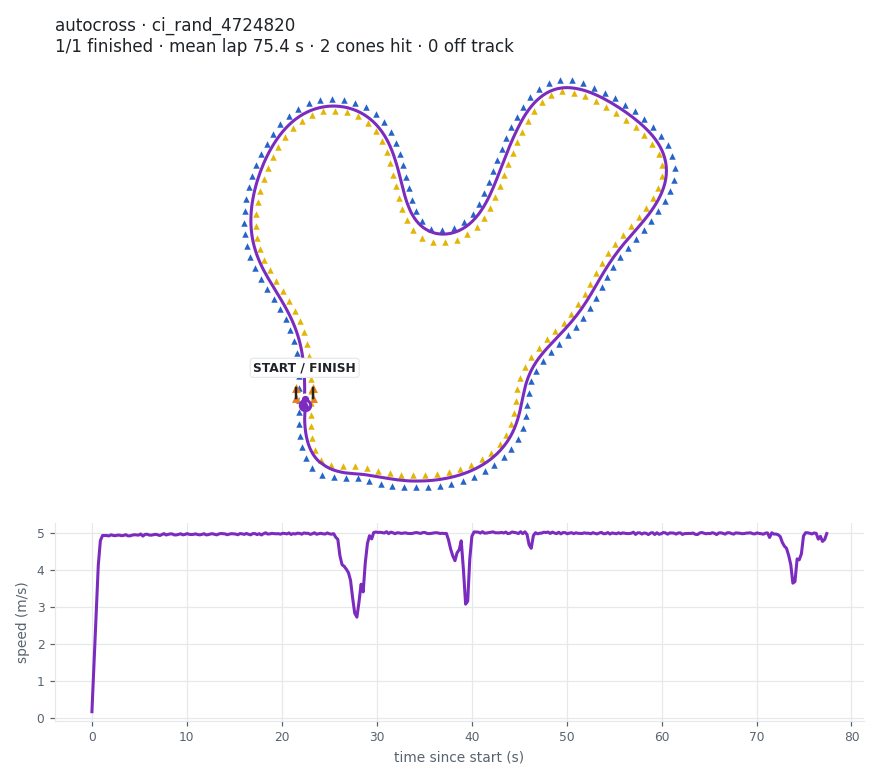 autocross · ci_rand_4724820
1/1 finished · mean lap 75.4 s · 2 cones hit · 0 off track
START / FINISH
5
4
3
2
1
0
speed (m/s)
0 10 20 30 40 50 60 70 80
time since start (s)